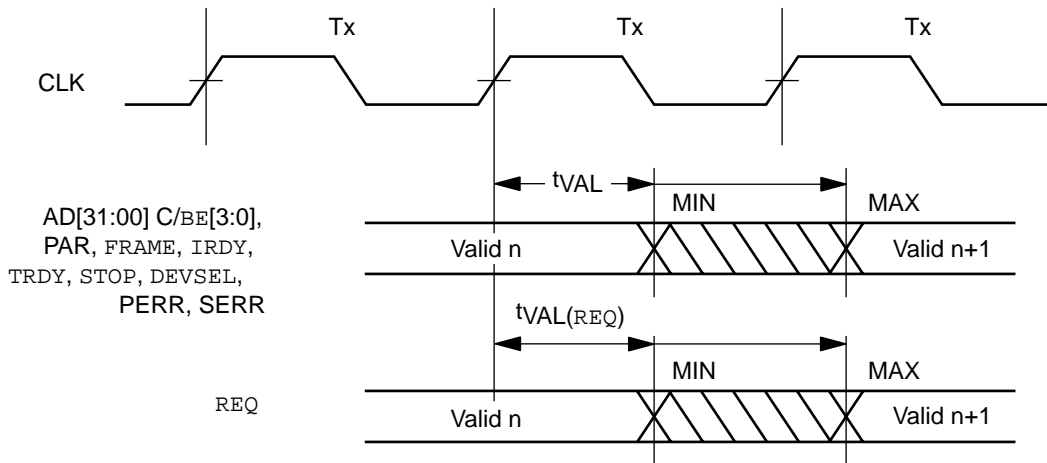 Tx Tx Tx
CLK
tVAL
MIN MAX
AD[31:00] C/BE[3:0],
PAR, FRAME, IRDY,
TRDY, STOP, DEVSEL,
PERR, SERR
Valid n Valid n+1
tVAL(REQ)
MIN MAX
REQ
Valid n Valid n+1